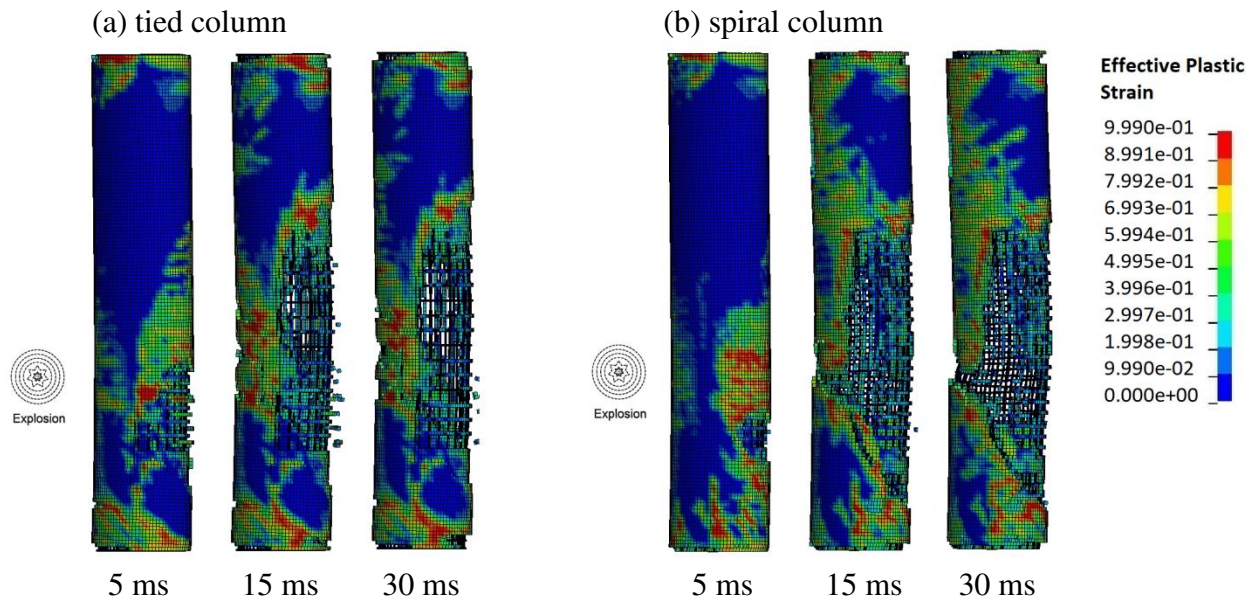 (a) tied column
(b) spiral column
Explosion
Explosion
Effective Plastic
Strain
9.990e-01
8.991e-01
7.992e-01
6.993e-01
5.994e-01
4.995e-01
3.996e-01
2.997e-01
1.998e-01
9.990e-02
0.000e+00
5 ms 15 ms 30 ms
5 ms 15 ms 30 ms